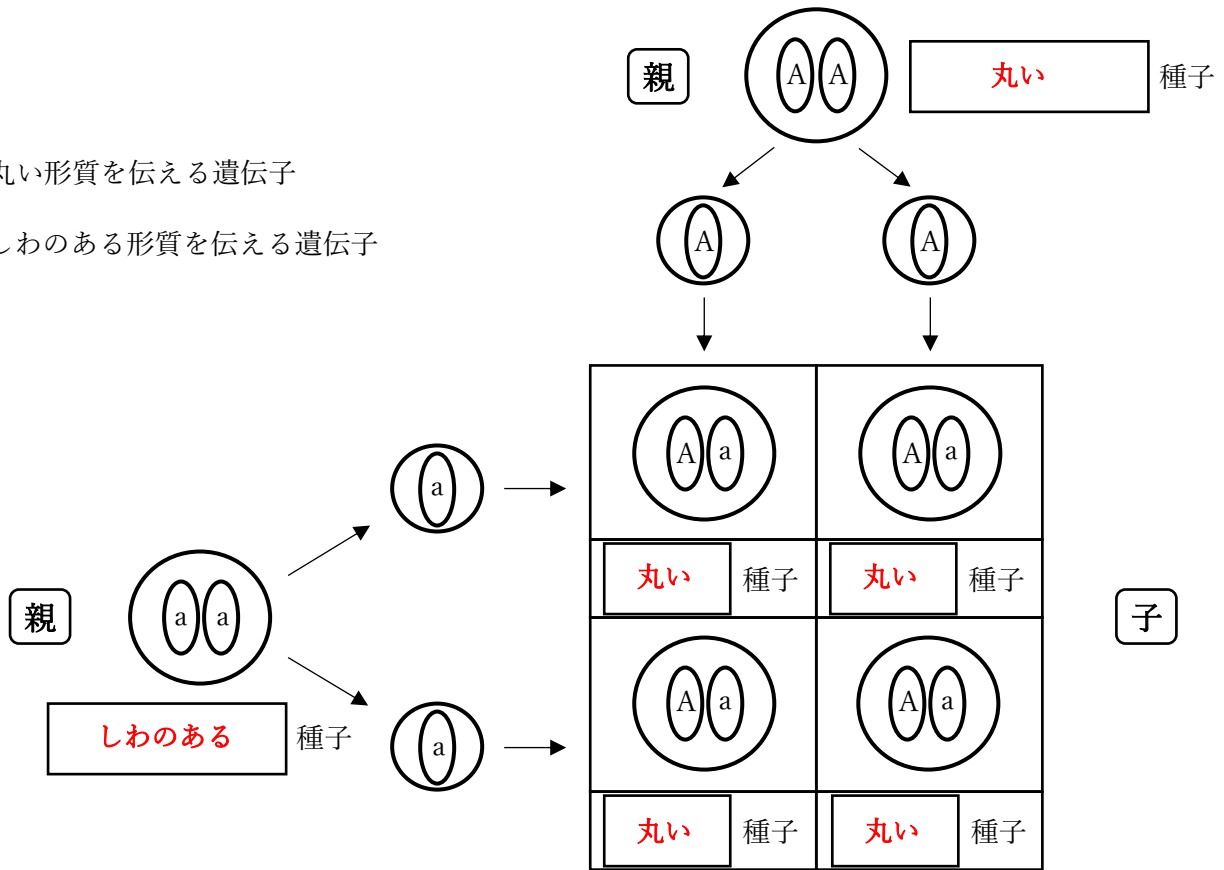 親 A A 丸い 種子
丸い形質を伝える遺伝子
A A
しわのある形質を伝える遺伝子
A a A a
a
丸い 種子 丸い 種子
親 a a 子
A a A a
しわのある 種子 a
丸い 種子 丸い 種子